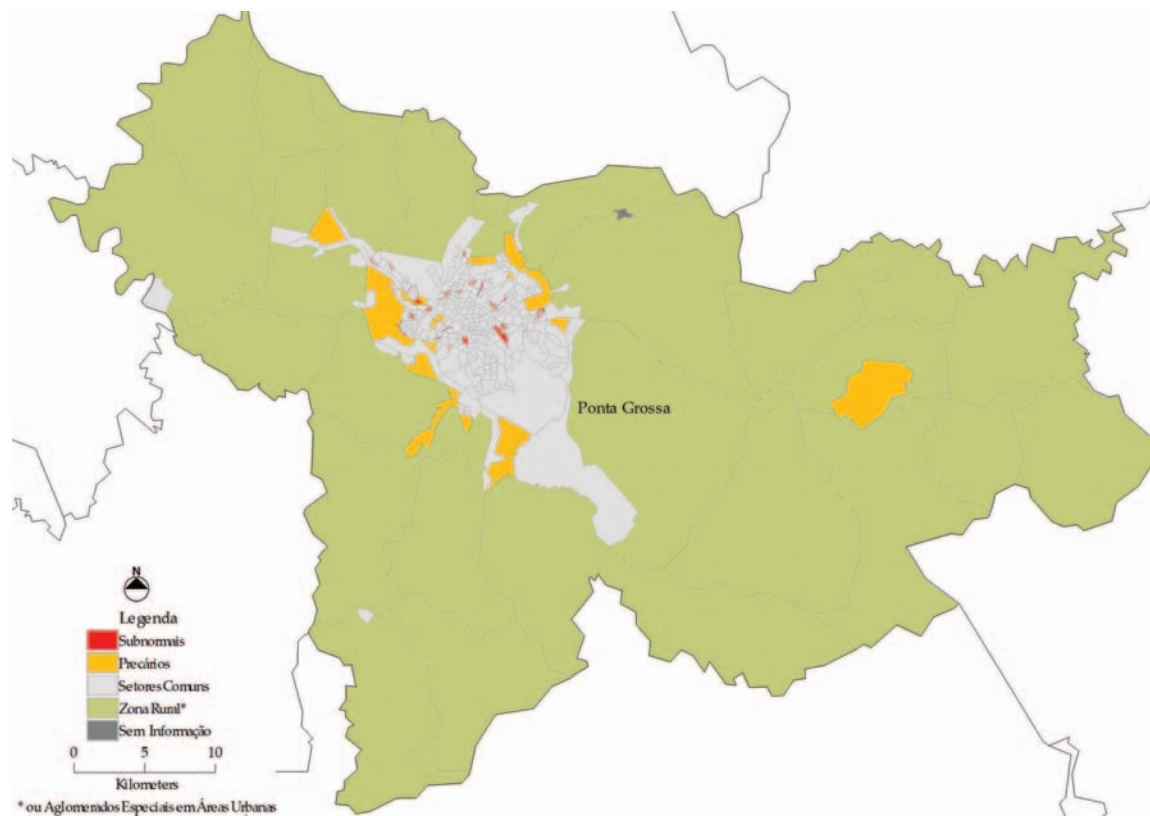 Ponta Grossa
N
Legenda
Subnormais
Precários
Setores Comuns
Zona Rural*
Sem Informação
0 5 10
Kilometers
* ou Aglomerados Especiais em Áreas Urbanas